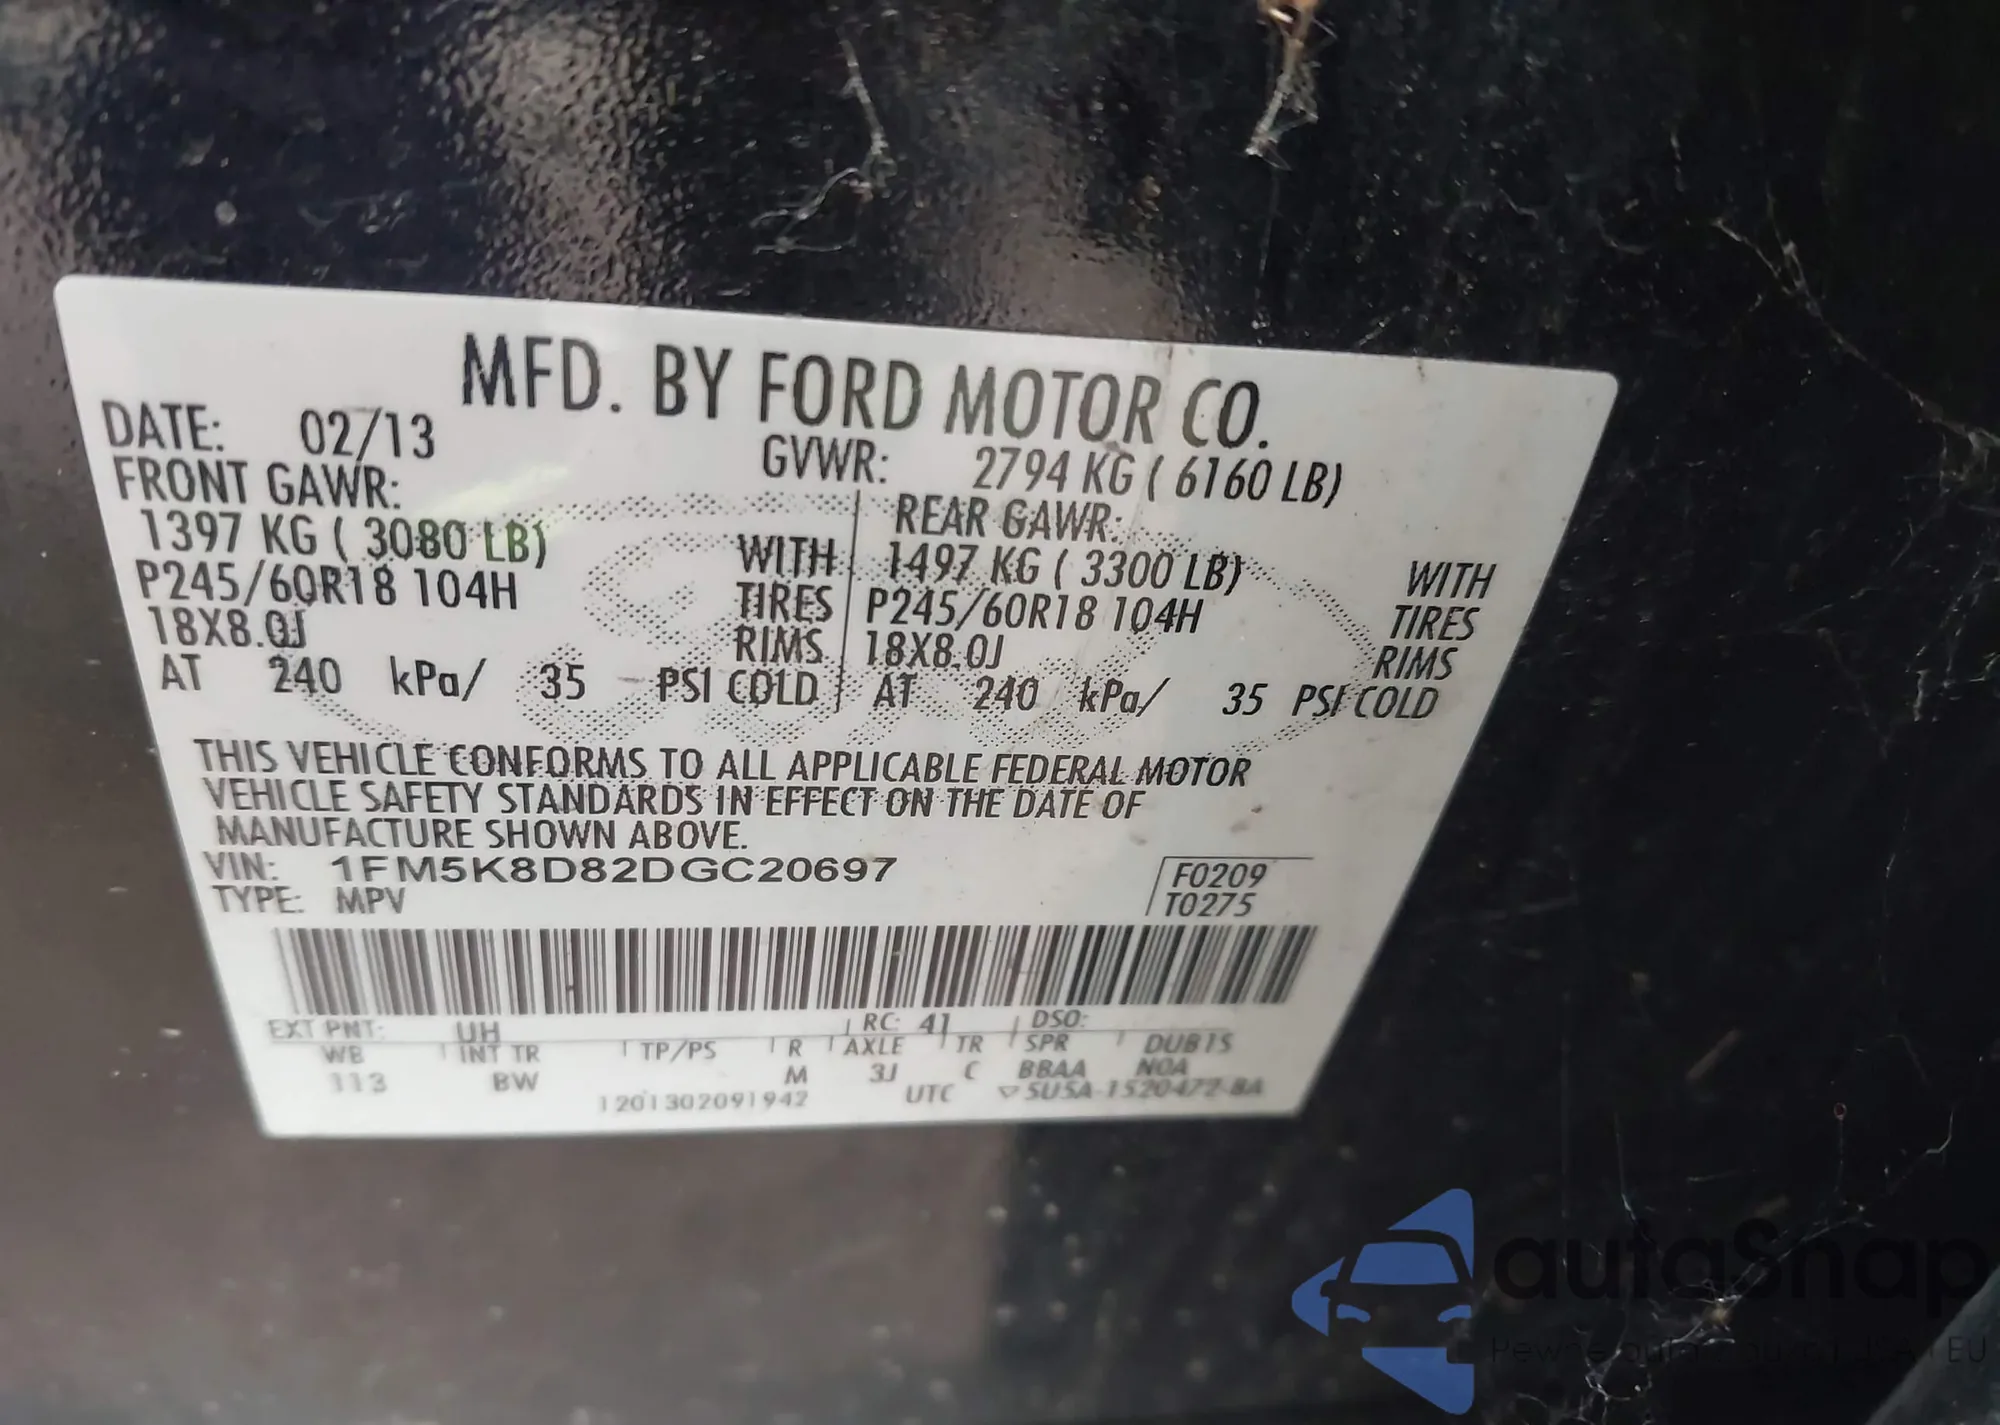 MFD. BY FORD MOTOR CO.
DATE: 02/13 GVWR: 2794 KG ( 6160 LB)
FRONT GAWR: REAR GAWR:
1397 KG ( 3080 LB) WITH 1497 KG ( 3300 LB) WITH
P245/60R18 104H TIRES P245/60R18 104H TIRES
18X8.0J RIMS 18X8.0J RIMS
AT 240 kPa/ 35 PSI COLD AT 240 kPa/ 35 PSI COLD
THIS VEHICLE CONFORMS TO ALL APPLICABLE FEDERAL MOTOR
VEHICLE SAFETY STANDARDS IN EFFECT ON THE DATE OF
MANUFACTURE SHOWN ABOVE.
VIN: 1FM5K8D82DGC20697 F0209
TYPE: MPV T0275
EXT PNT: UH RC: 41 DSO:
WB INT TR TP/PS R AXLE TR SPR DUB1S
113 BW M 3J C BBAA NOA
1201302091942 UTC ▽5U5A-1520472-BA
autoSnap